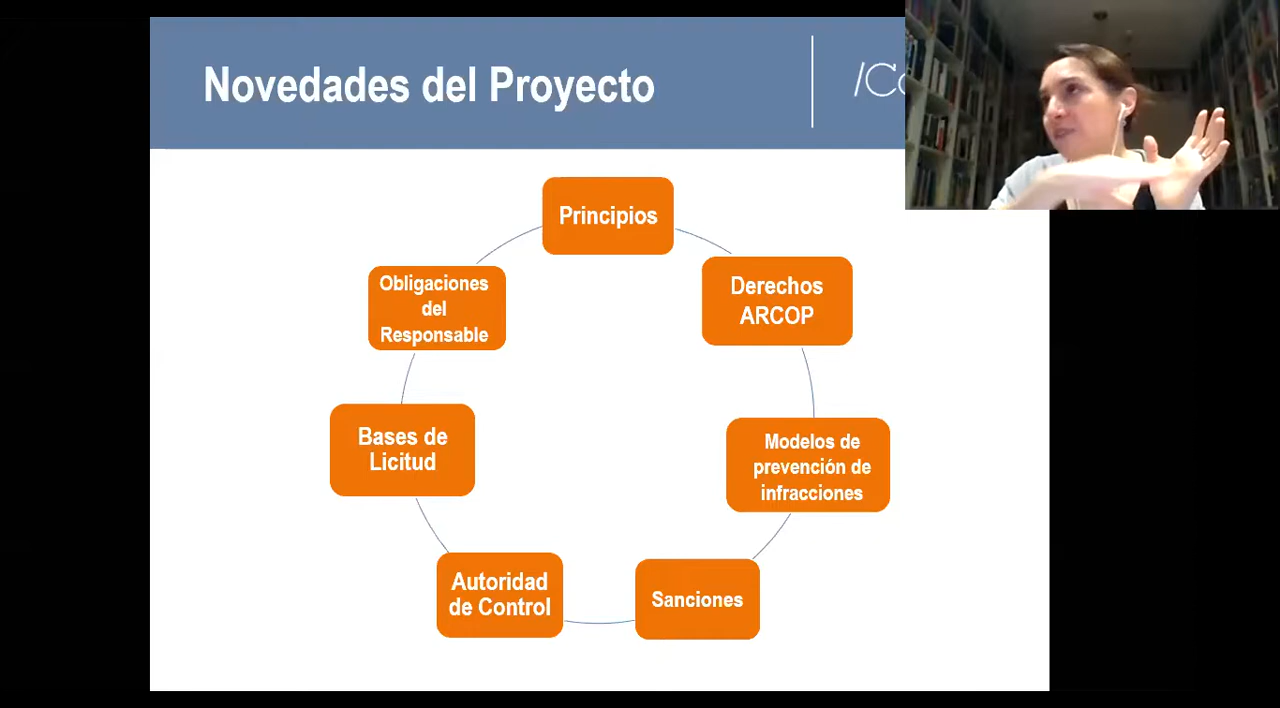 Novedades del Proyecto
Principios
Derechos
ARCOP
Modelos de
prevención de
infracciones
Sanciones
Autoridad
de Control
Bases de
Licitud
Obligaciones
del
Responsable